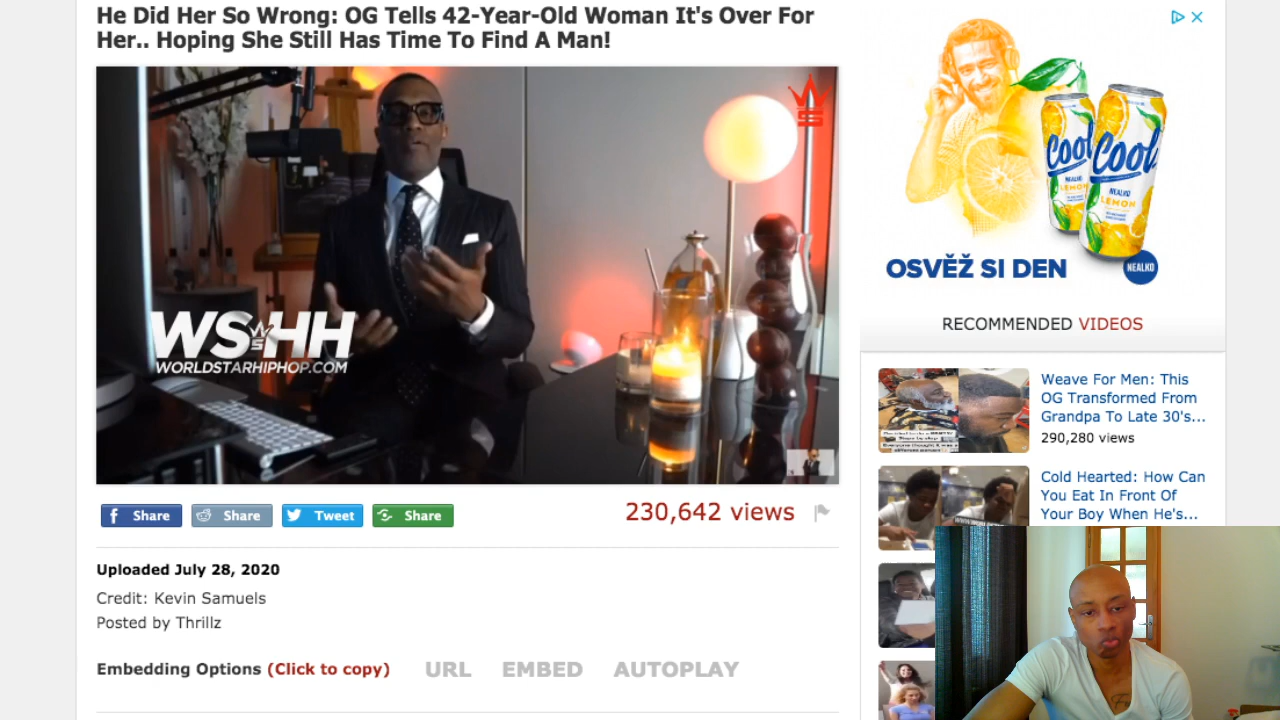 He Did Her So Wrong: OG Tells 42-Year-Old Woman It's Over For
Her.. Hoping She Still Has Time To Find A Man!
WSHH
WORLDSTARHIPHOP.COM
Share
Share
Tweet
Share
230,642 views
Uploaded July 28, 2020
Credit: Kevin Samuels
Posted by Thrillz
Embedding Options (Click to copy)
URL
EMBED
AUTOPLAY
Cool
NEALKO
LEMON
Cool
NEALKO
LEMON
OSVĚŽ SI DEN
NEALKO
RECOMMENDED VIDEOS
Weave For Men: This
OG Transformed From
Grandpa To Late 30's...
290,280 views
Cold Hearted: How Can
You Eat In Front Of
Your Boy When He's...